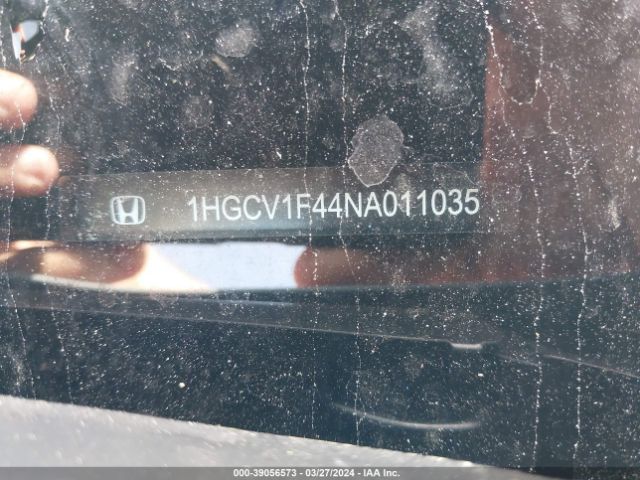 1HGCV1F44NA011035
000-39056573 - 03/27/2024 - IAA Inc.